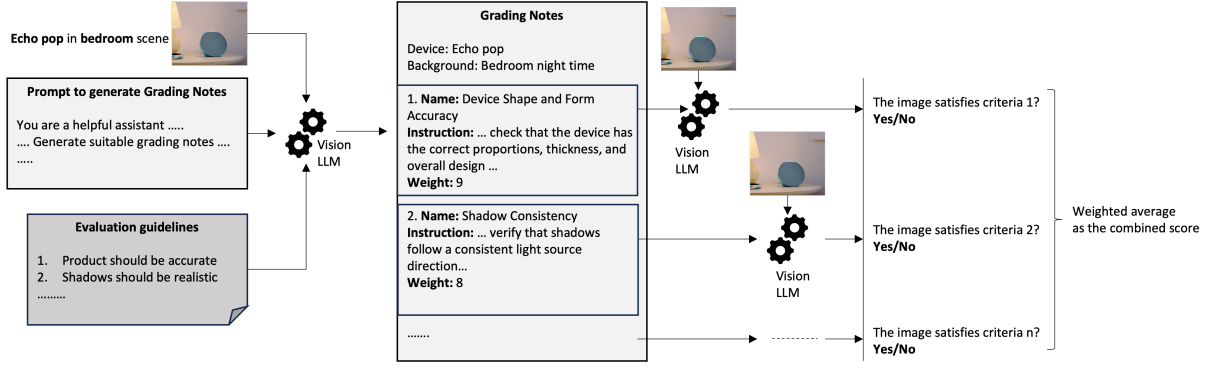 Echo pop in bedroom scene
Prompt to generate Grading Notes
You are a helpful assistant .....
.... Generate suitable grading notes ....
.....
Evaluation guidelines
1. Product should be accurate
2. Shadows should be realistic
.........
Vision
LLM
Grading Notes
Device: Echo pop
Background: Bedroom night time
1. Name: Device Shape and Form
Accuracy
Instruction: ... check that the device has
the correct proportions, thickness, and
overall design ...
Weight: 9
2. Name: Shadow Consistency
Instruction: ... verify that shadows
follow a consistent light source
direction...
Weight: 8
.......
Vision
LLM
Vision
LLM
The image satisfies criteria 1?
Yes/No
The image satisfies criteria 2?
Yes/No
The image satisfies criteria n?
Yes/No
Weighted average
as the combined score